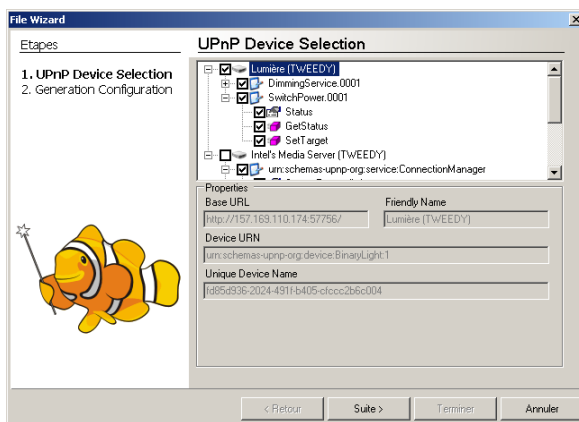 File Wizard
Etapes
UPnP Device Selection
1. UPnP Device Selection
2. Generation Configuration
Lumière (TWEEDY)
DimmingService.0001
SwitchPower.0001
Status
GetStatus
SetTarget
Intel's Media Server (TWEEDY)
urn:schemas-upnp-org:service:ConnectionManager
Properties
Base URL
Friendly Name
http://157.169.110.174:57756/
Lumière (TWEEDY)
Device URN
urn:schemas-upnp-org:device:BinaryLight:1
Unique Device Name
fd85d936-2024-491f-b405-cfccc2b6c004
< Retour
Suite >
Terminer
Annuler